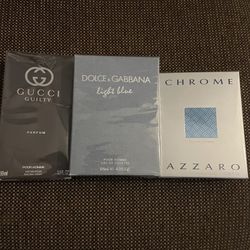 GUCCI
GUILTY
PARFUM
POUR HOMME
DOLCE & GABBANA
light blue
POUR HOMME
EAU DE TOILETTE
CHROME
AZZARO